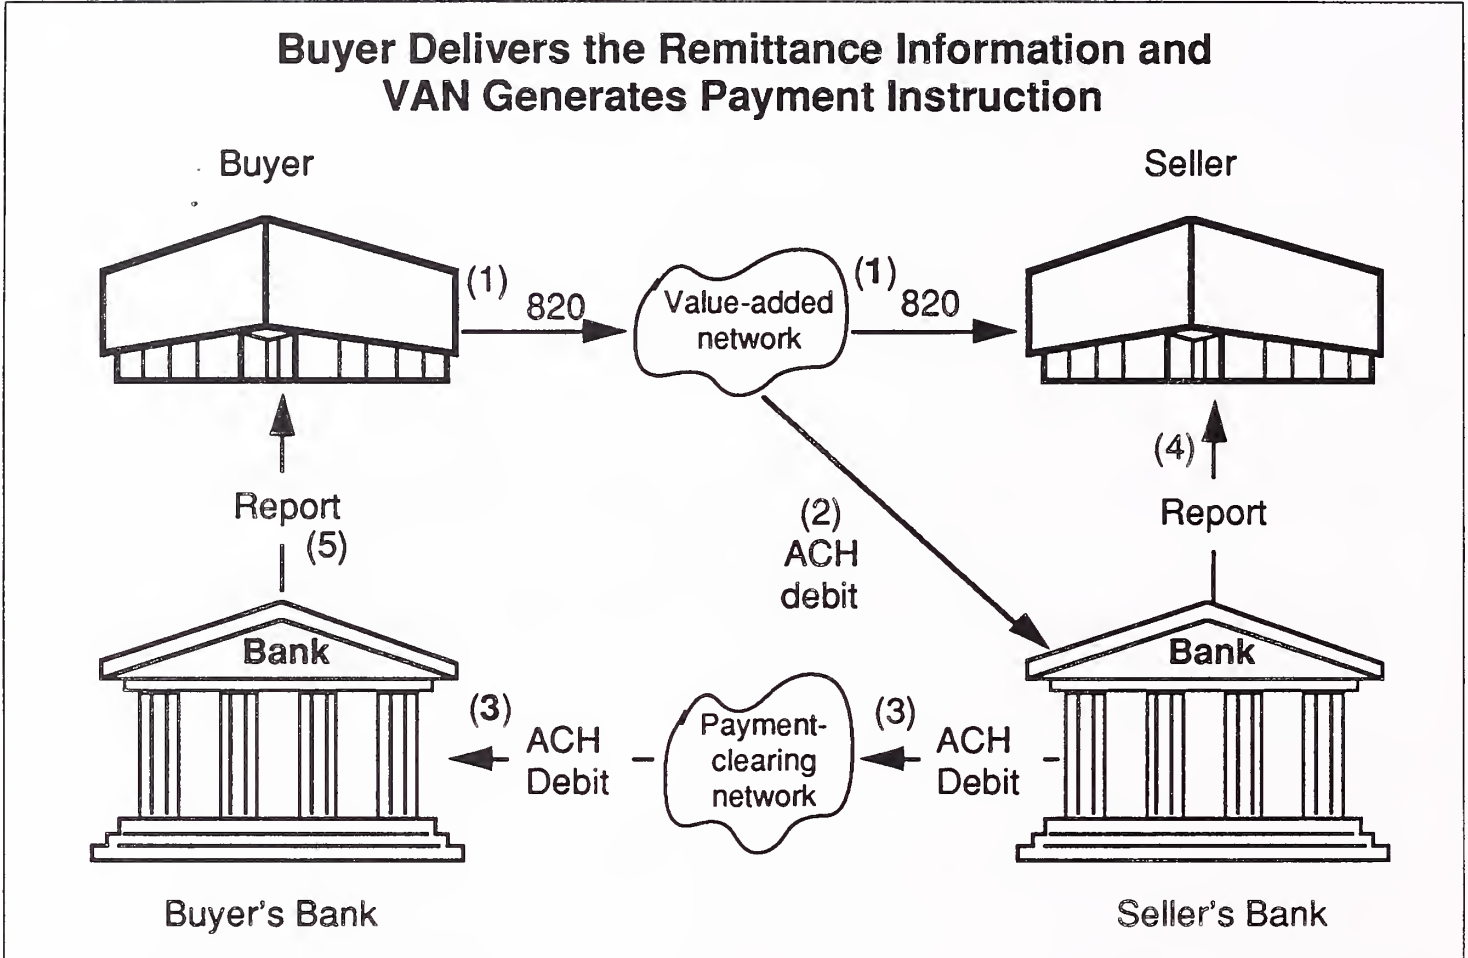 Buyer Delivers the Remittance Information and
VAN Generates Payment Instruction
Buyer
Seller
(1)
820
Value-added
network
(1)
820
(4)
Report
(5)
(2)
ACH
debit
Report
Bank
Bank
(3)
ACH
Debit
Payment-
clearing
network
(3)
ACH
Debit
Buyer's Bank
Seller's Bank